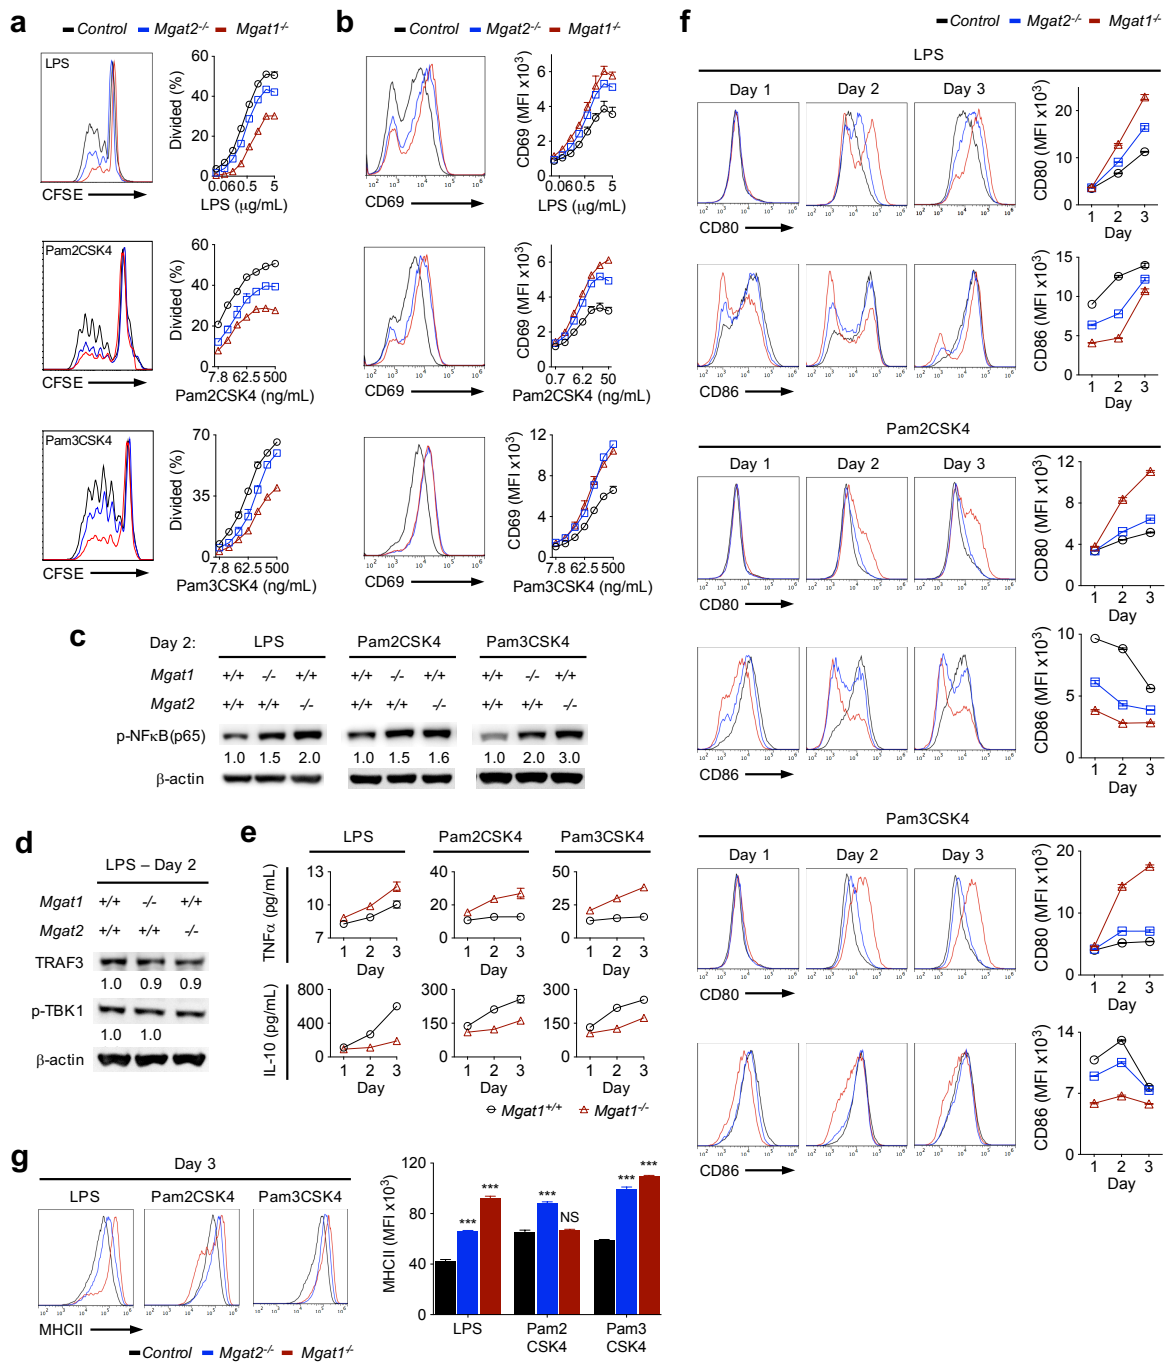 a
Control Mgat2-/- Mgat1-/-
LPS
CFSE
Divided (%)
60
40
20
0
0.06 0.5 5
LPS (µg/mL)
Pam2CSK4
CFSE
Divided (%)
60
40
20
0
7.8 62.5 500
Pam2CSK4 (ng/mL)
Pam3CSK4
CFSE
Divided (%)
70
35
0
7.8 62.5 500
Pam3CSK4 (ng/mL)
b
Control Mgat2-/- Mgat1-/-
CD69
CD69 (MFI x103)
6
4
2
0
0.06 0.5 5
LPS (µg/mL)
CD69
CD69 (MFI x103)
6
4
2
0
0.7 6.2 50
Pam2CSK4 (ng/mL)
CD69
CD69 (MFI x103)
12
8
4
0
7.8 62.5 500
Pam3CSK4 (ng/mL)
c
Day 2: LPS Pam2CSK4 Pam3CSK4
Mgat1 +/+ -/- +/+ +/+ -/- +/+ +/+ -/- +/+
Mgat2 +/+ +/+ -/- +/+ +/+ -/- +/+ +/+ -/-
p-NFκB(p65)
1.0 1.5 2.0 1.0 1.5 1.6 1.0 2.0 3.0
β-actin
d
LPS – Day 2
Mgat1 +/+ -/- +/+
Mgat2 +/+ +/+ -/-
TRAF3
1.0 0.9 0.9
p-TBK1
1.0 1.0
β-actin
e
LPS Pam2CSK4 Pam3CSK4
TNFα (pg/mL)
13
10
7
1 2 3
Day
40
20
0
1 2 3
Day
50
25
0
1 2 3
Day
IL-10 (pg/mL)
800
400
0
1 2 3
Day
300
150
0
1 2 3
Day
300
150
0
1 2 3
Day
Mgat1+/+ Mgat1-/-
f
Control Mgat2-/- Mgat1-/-
LPS
Day 1 Day 2 Day 3
CD80
CD80 (MFI x103)
20
10
0
1 2 3
Day
CD86
CD86 (MFI x103)
15
10
5
0
1 2 3
Day
Pam2CSK4
Day 1 Day 2 Day 3
CD80
CD80 (MFI x103)
12
8
4
0
1 2 3
CD86
CD86 (MFI x103)
10
5
0
1 2 3
Day
Pam3CSK4
Day 1 Day 2 Day 3
CD80
CD80 (MFI x103)
20
10
0
1 2 3
Day
CD86
CD86 (MFI x103)
14
7
0
1 2 3
Day
g
Day 3
LPS Pam2CSK4 Pam3CSK4
MHCII
MHCII (MFI x103)
120
80
40
0
*** *** *** NS *** ***
LPS Pam2 CSK4 Pam3 CSK4
Control Mgat2-/- Mgat1-/-